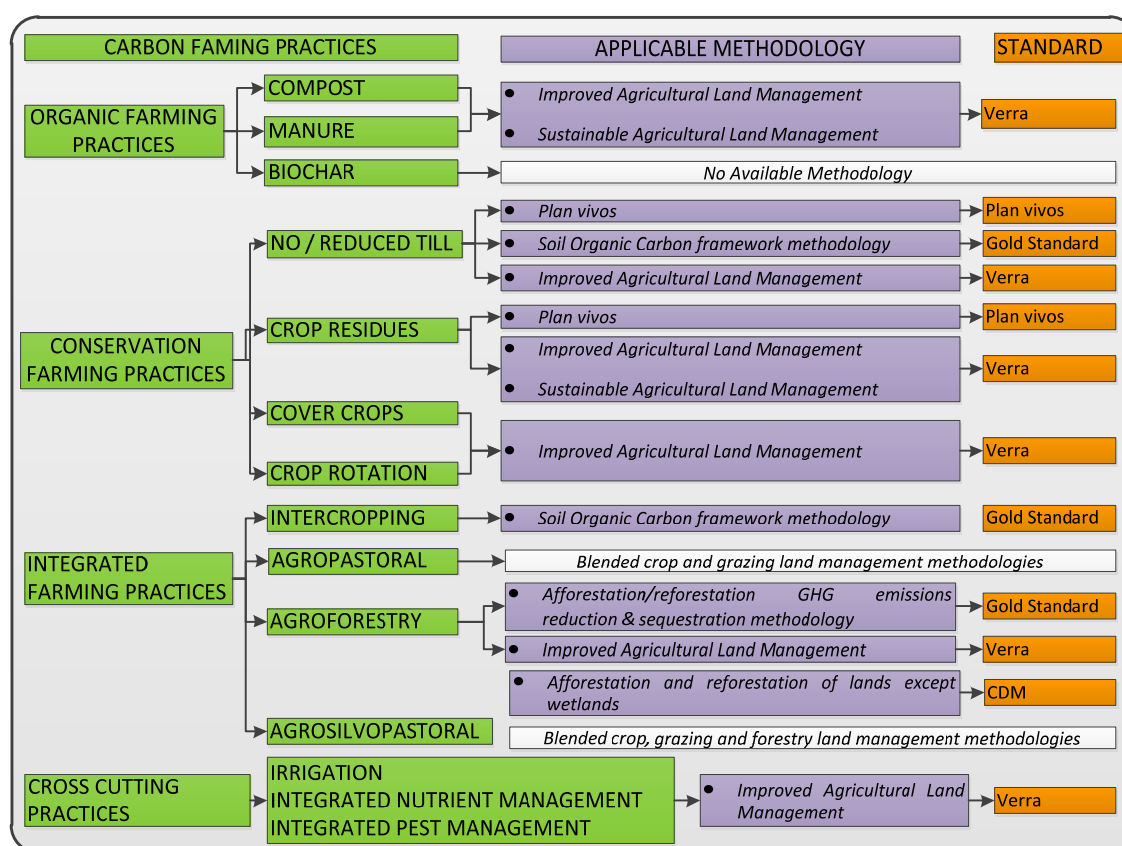 CARBON FAMING PRACTICES
APPLICABLE METHODOLOGY
STANDARD
ORGANIC FARMING
PRACTICES
COMPOST
MANURE
BIOCHAR
• Improved Agricultural Land Management
• Sustainable Agricultural Land Management
Verra
No Available Methodology
CONSERVATION
FARMING PRACTICES
NO / REDUCED TILL
• Plan vivos
Plan vivos
• Soil Organic Carbon framework methodology
Gold Standard
• Improved Agricultural Land Management
Verra
CROP RESIDUES
• Plan vivos
Plan vivos
• Improved Agricultural Land Management
• Sustainable Agricultural Land Management
Verra
COVER CROPS
CROP ROTATION
• Improved Agricultural Land Management
Verra
INTEGRATED
FARMING PRACTICES
INTERCROPPING
• Soil Organic Carbon framework methodology
Gold Standard
AGROPASTORAL
Blended crop and grazing land management methodologies
AGROFORESTRY
• Afforestation/reforestation GHG emissions
reduction & sequestration methodology
Gold Standard
• Improved Agricultural Land Management
Verra
• Afforestation and reforestation of lands except
wetlands
CDM
AGROSILVOPASTORAL
Blended crop, grazing and forestry land management methodologies
CROSS CUTTING
PRACTICES
IRRIGATION
INTEGRATED NUTRIENT MANAGEMENT
INTEGRATED PEST MANAGEMENT
• Improved Agricultural Land
Management
Verra